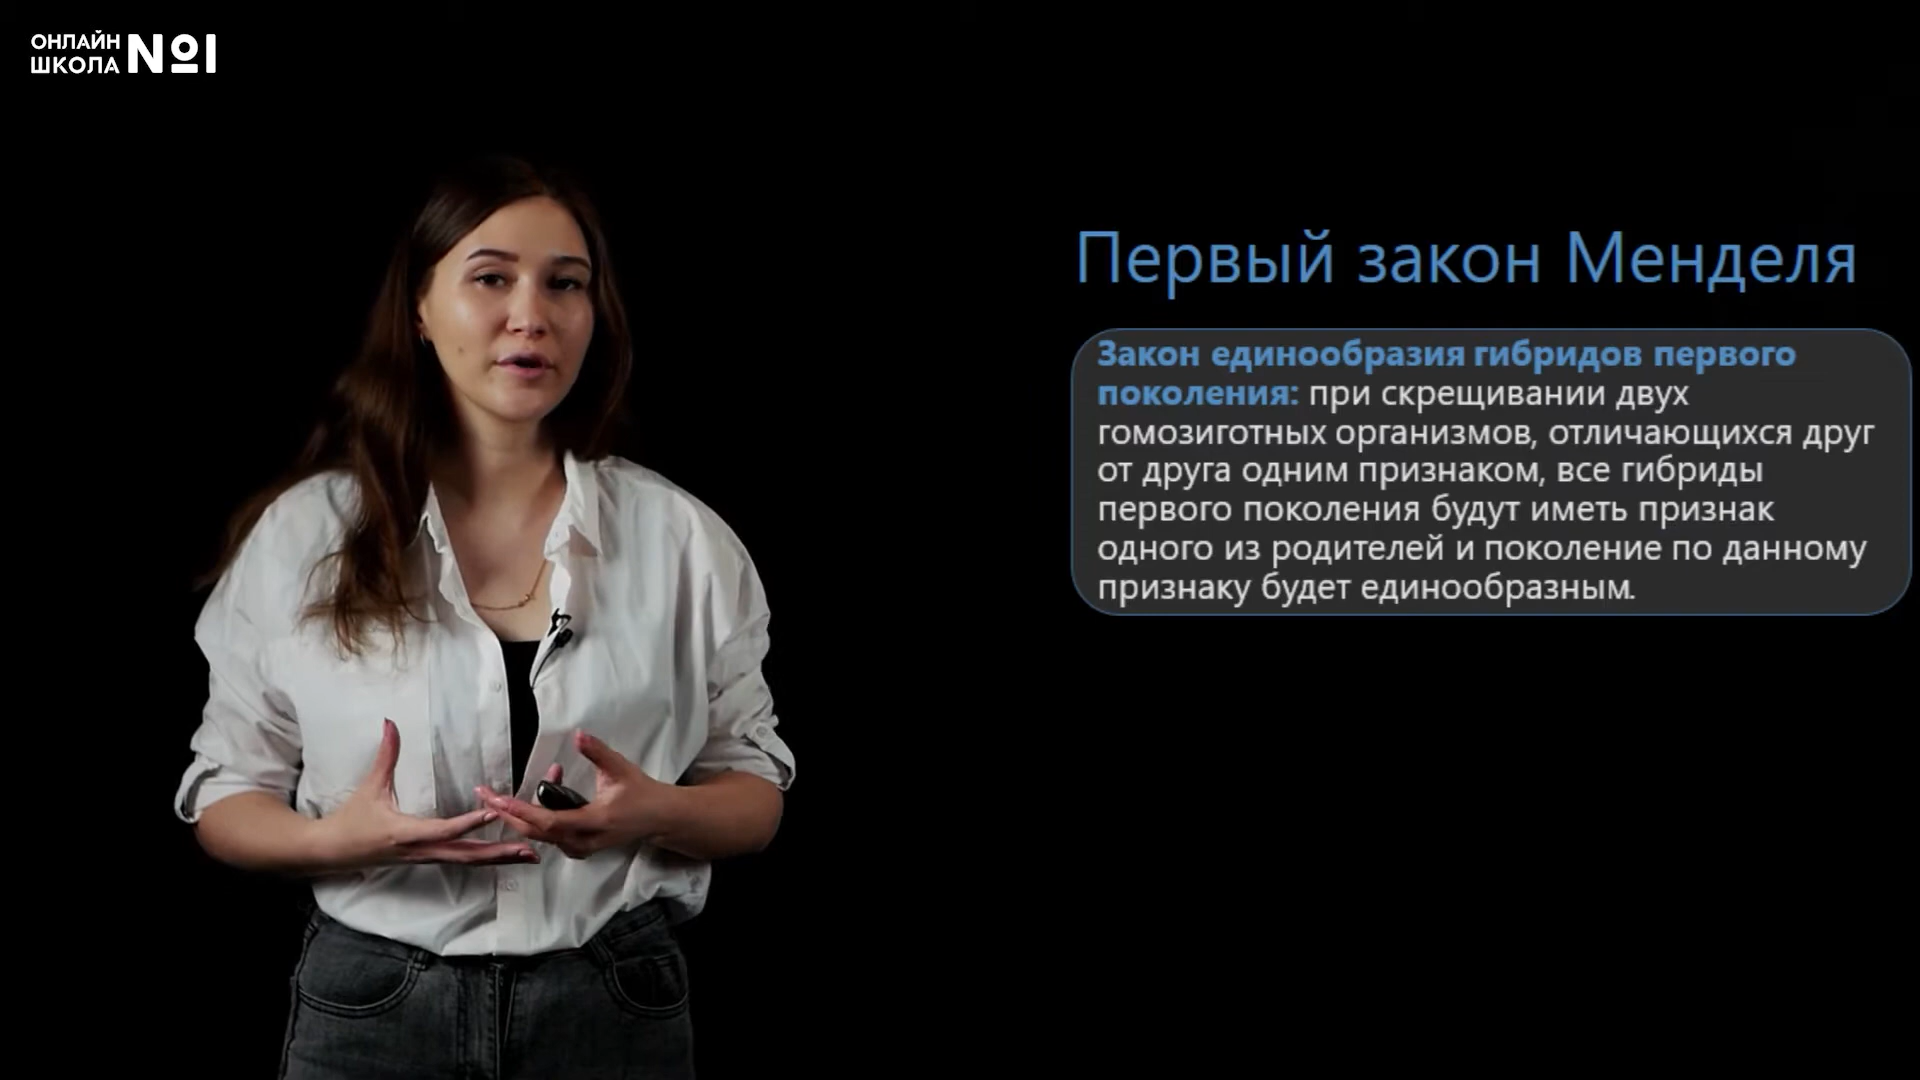 ОНЛАЙН
ШКОЛА №1
Первый закон Менделя
Закон единообразия гибридов первого
поколения: при скрещивании двух
гомозиготных организмов, отличающихся друг
от друга одним признаком, все гибриды
первого поколения будут иметь признак
одного из родителей и поколение по данному
признаку будет единообразным.